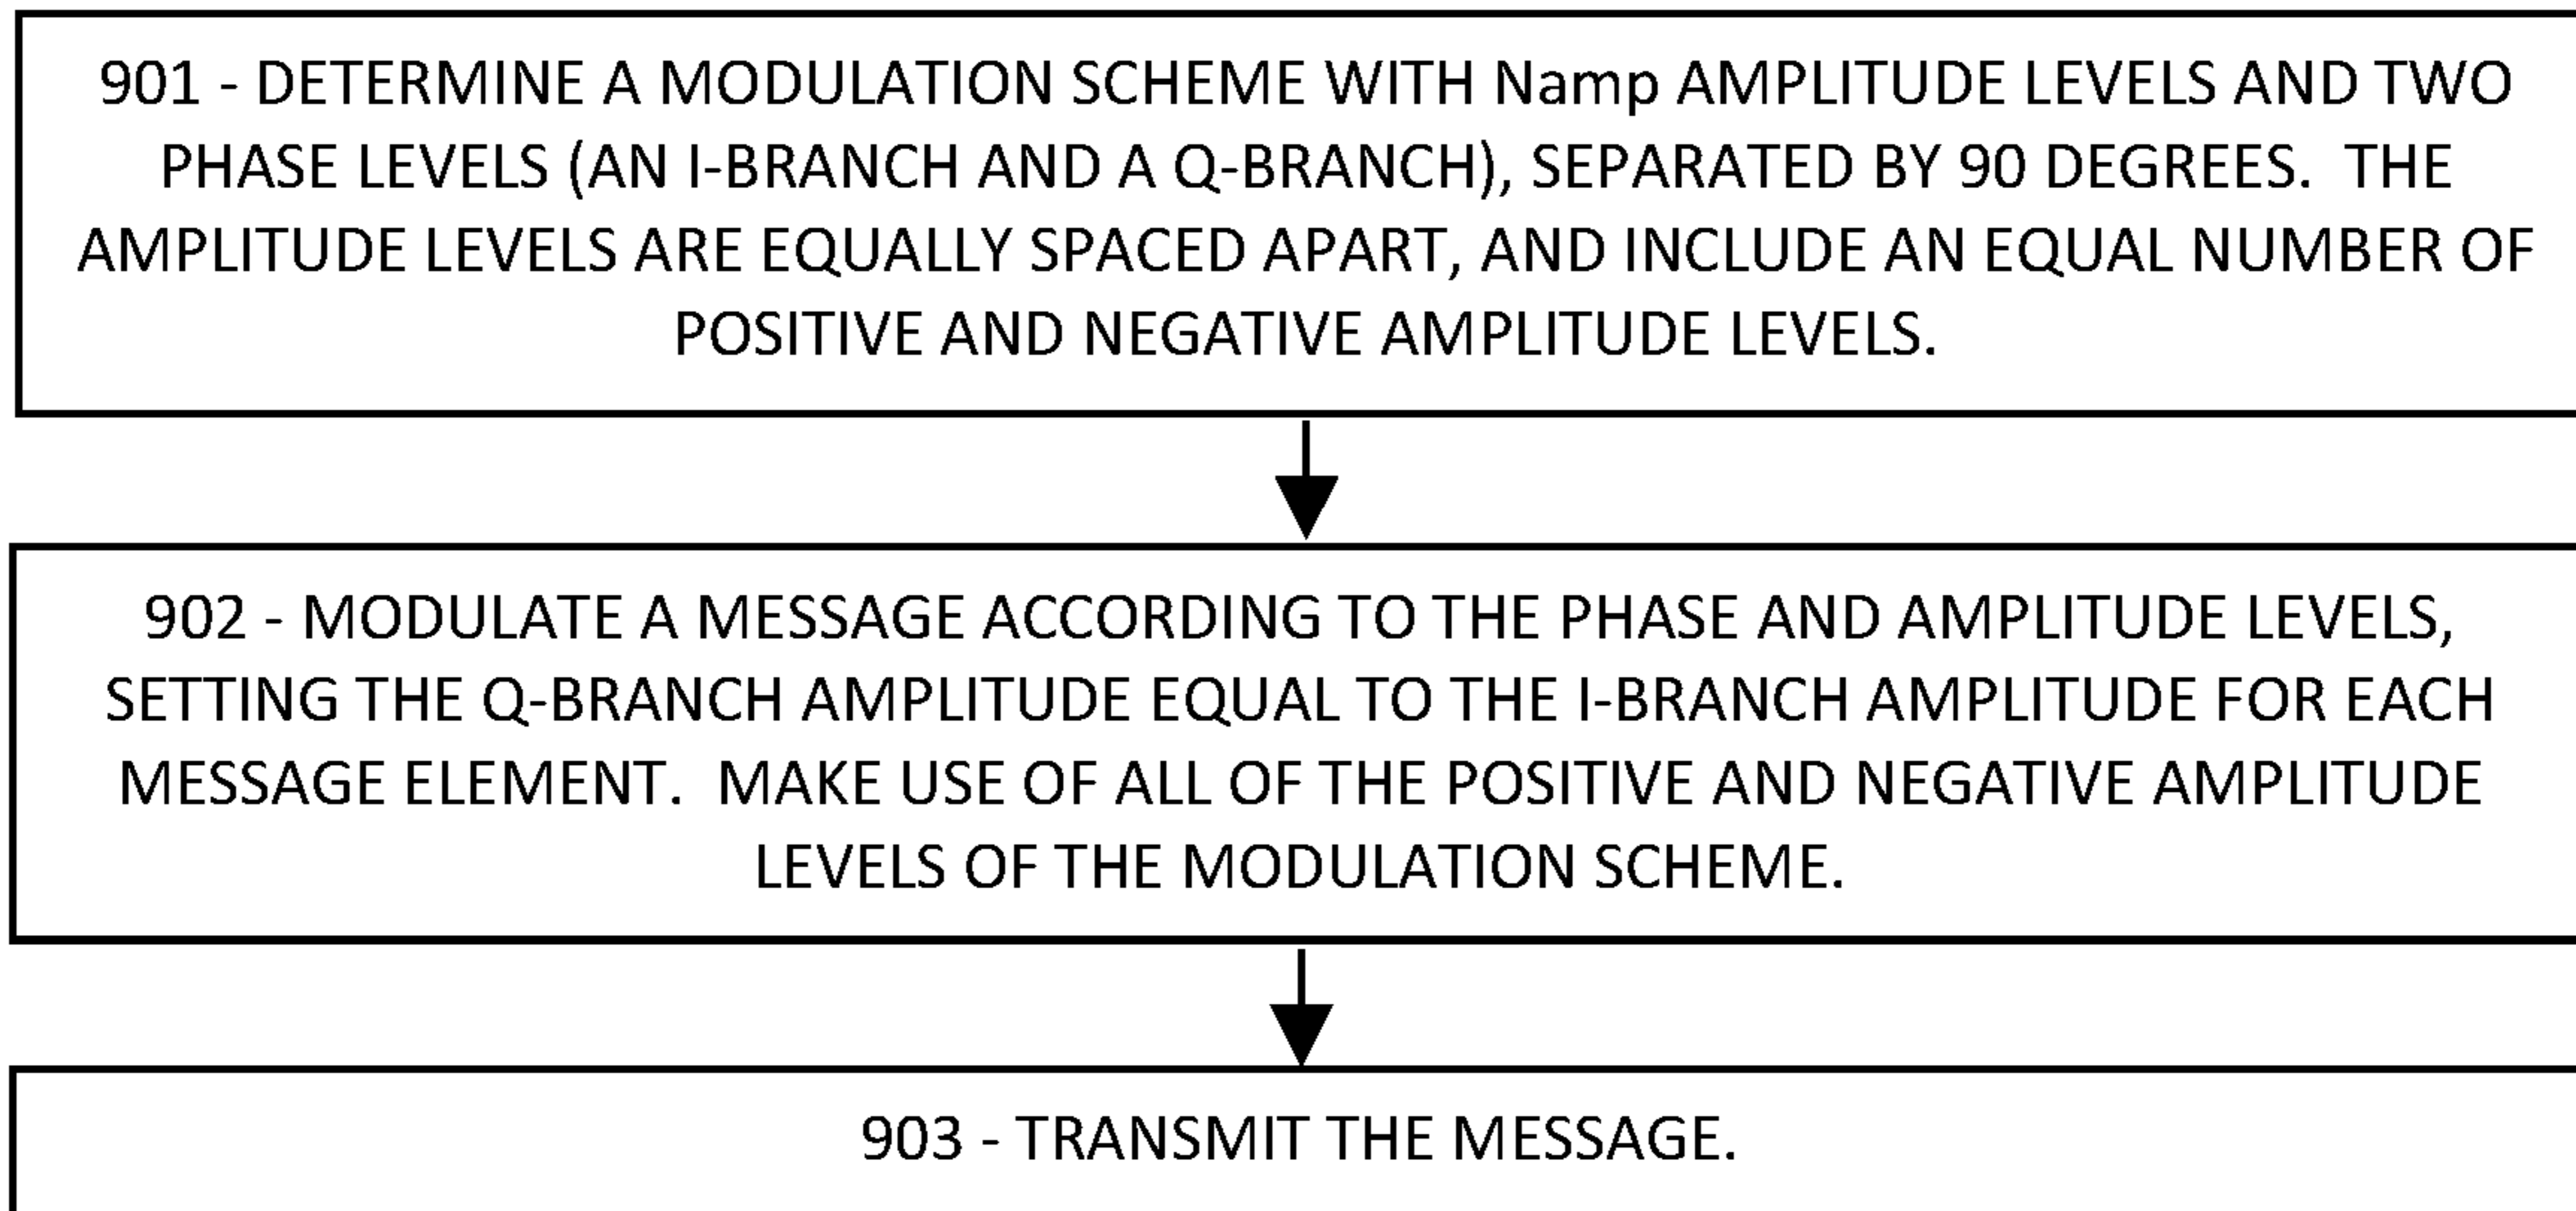 901 - DETERMINE A MODULATION SCHEME WITH Namp AMPLITUDE LEVELS AND TWO
PHASE LEVELS (AN I-BRANCH AND A Q-BRANCH), SEPARATED BY 90 DEGREES. THE
AMPLITUDE LEVELS ARE EQUALLY SPACED APART, AND INCLUDE AN EQUAL NUMBER OF
POSITIVE AND NEGATIVE AMPLITUDE LEVELS.
902 - MODULATE A MESSAGE ACCORDING TO THE PHASE AND AMPLITUDE LEVELS,
SETTING THE Q-BRANCH AMPLITUDE EQUAL TO THE I-BRANCH AMPLITUDE FOR EACH
MESSAGE ELEMENT. MAKE USE OF ALL OF THE POSITIVE AND NEGATIVE AMPLITUDE
LEVELS OF THE MODULATION SCHEME.
903 - TRANSMIT THE MESSAGE.